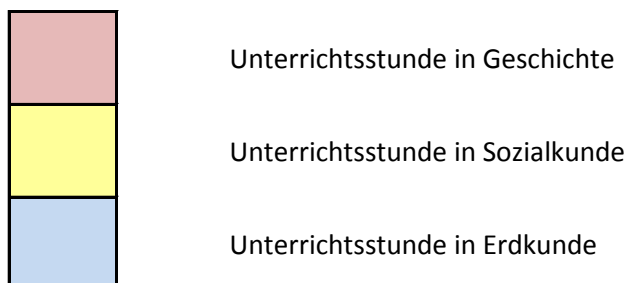 Unterrichtsstunde in Geschichte
Unterrichtsstunde in Sozialkunde
Unterrichtsstunde in Erdkunde